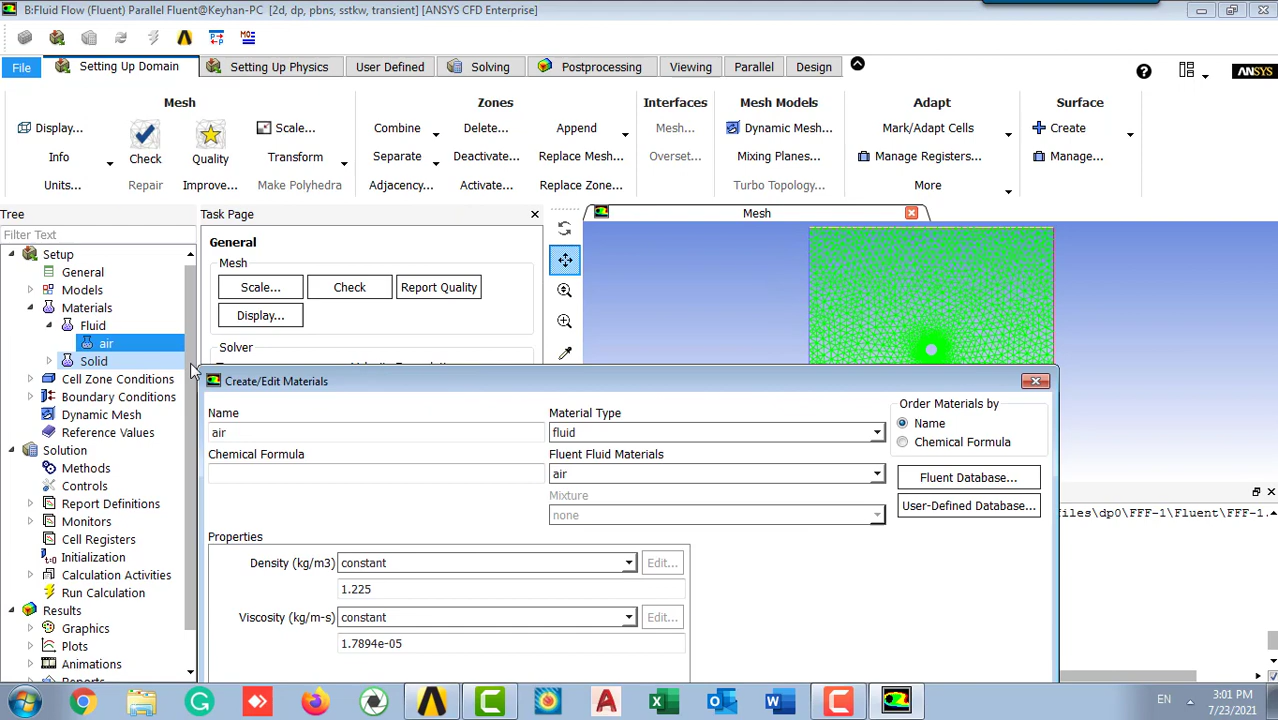 B:Fluid Flow (Fluent) Parallel Fluent@Keyhan-PC [2d, dp, pbns, sstkw, transient] [ANSYS CFD Enterprise]
File Setting Up Domain Setting Up Physics User Defined Solving Postprocessing Viewing Parallel Design ANSYS
Mesh Zones Interfaces Mesh Models Adapt Surface
Display... Scale... Combine Delete... Append Mesh... Dynamic Mesh... Mark/Adapt Cells Create
Info Check Quality Transform Separate Deactivate... Replace Mesh... Overset... Mixing Planes... Manage Registers... Manage...
Units... Repair Improve... Make Polyhedra Adjacency... Activate... Replace Zone... Turbo Topology... More
Tree
Filter Text
Setup
General
Models
Materials
Fluid
air
Solid
Cell Zone Conditions
Boundary Conditions
Dynamic Mesh
Reference Values
Solution
Methods
Controls
Report Definitions
Monitors
Cell Registers
Initialization
Calculation Activities
Run Calculation
Results
Graphics
Plots
Animations
Reports
Task Page
General
Mesh
Scale... Check Report Quality
Display...
Solver
Mesh
Create/Edit Materials
Name
air
Chemical Formula
Material Type
fluid
Fluent Fluid Materials
air
Mixture
none
Order Materials by
Name
Chemical Formula
Fluent Database...
User-Defined Database...
Properties
Density (kg/m3) constant Edit...
1.225
Viscosity (kg/m-s) constant Edit...
1.7894e-05
files\dp0\FFF-1\Fluent\FFF-1.
EN
3:01 PM
7/23/2021